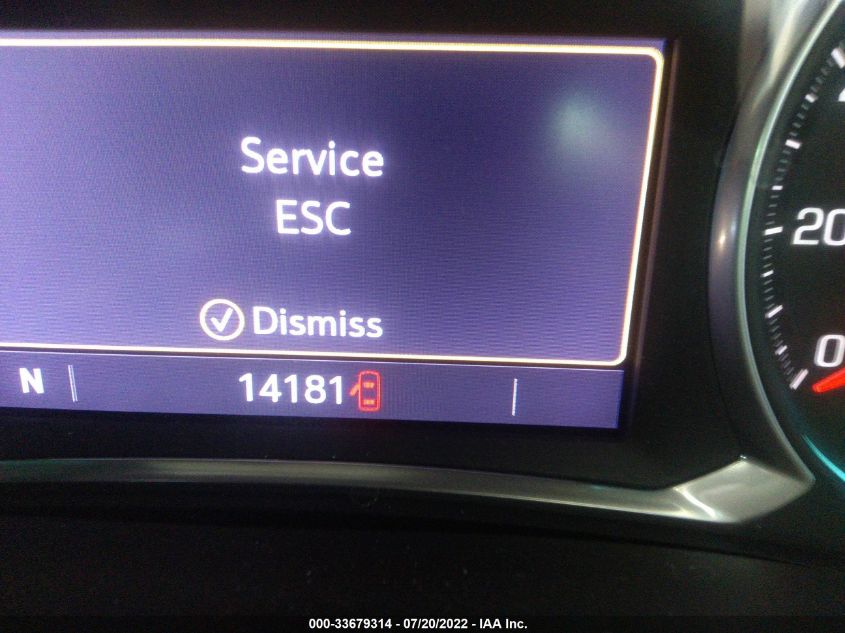 Service
ESC
Dismiss
N 14181
20
0
000-33679314 - 07/20/2022 - IAA Inc.